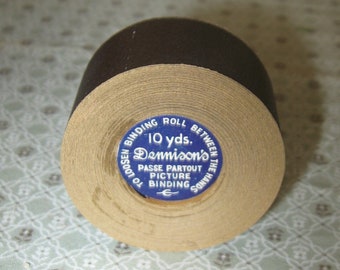 TO LOOSEN BINDING ROLL BETWEEN THE HANDS
10 yds.
Dennison's
PASSE PARTOUT
PICTURE
BINDING